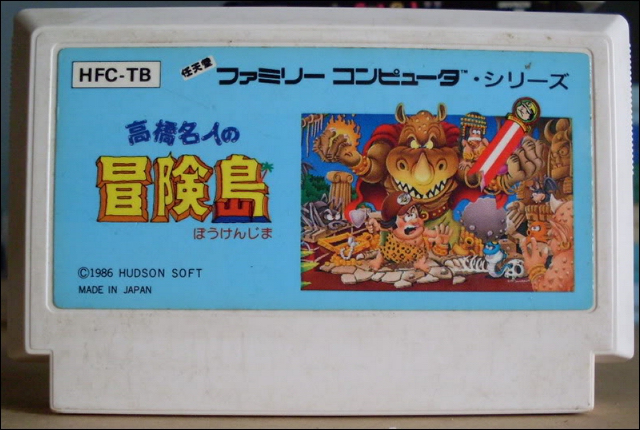 HFC-TB
任天堂
ファミリー コンピュータ™・シリーズ
高橋名人の
冒険島
ぼうけんじま
©1986 HUDSON SOFT
MADE IN JAPAN